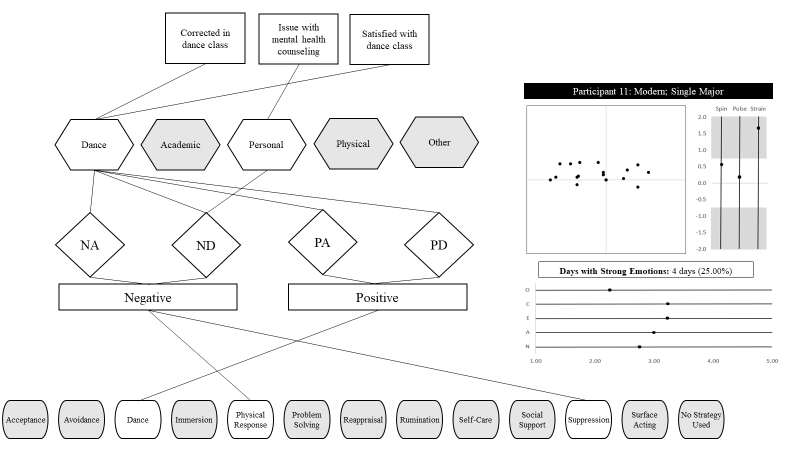 Corrected in
dance class
Issue with
mental health
counseling
Satisfied with
dance class
Participant 11: Modern; Single Major
Spin Pulse Strain
2.0
1.5
1.0
0.5
0.0
-0.5
-1.0
-1.5
-2.0
Dance
Academic
Personal
Physical
Other
NA
ND
PA
PD
Negative
Positive
Days with Strong Emotions: 4 days (25.00%)
O
C
E
A
N
1.00 2.00 3.00 4.00 5.00
Acceptance
Avoidance
Dance
Immersion
Physical
Response
Problem
Solving
Reappraisal
Rumination
Self-Care
Social
Support
Suppression
Surface
Acting
No Strategy
Used